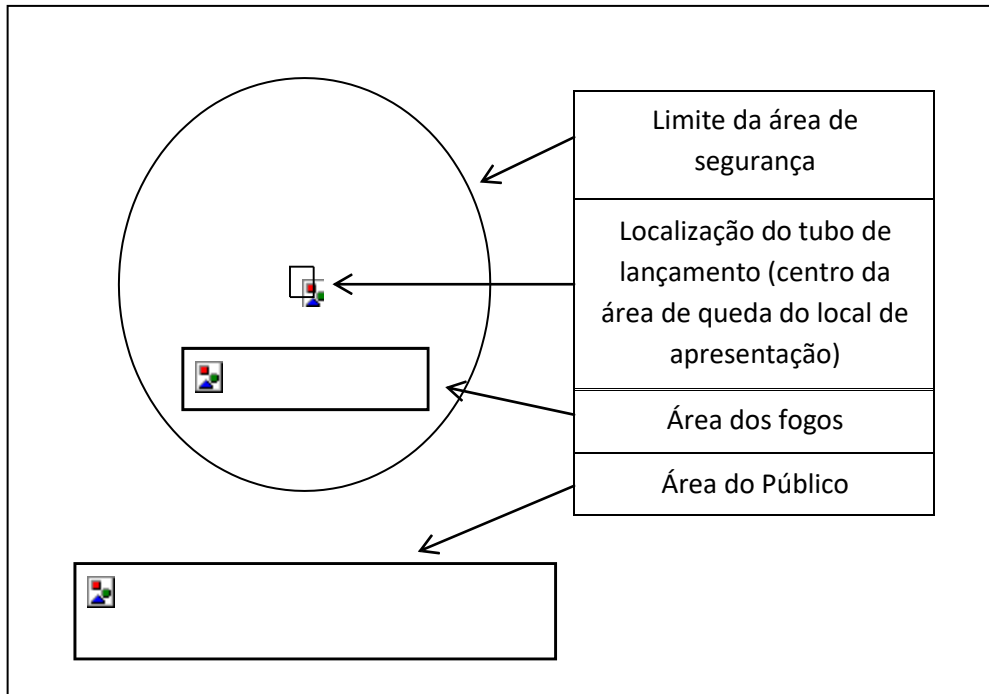 Limite da área de
segurança
Localização do tubo de
lançamento (centro da
área de queda do local de
apresentação)
Área dos fogos
Área do Público